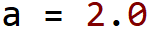 a = 2.0